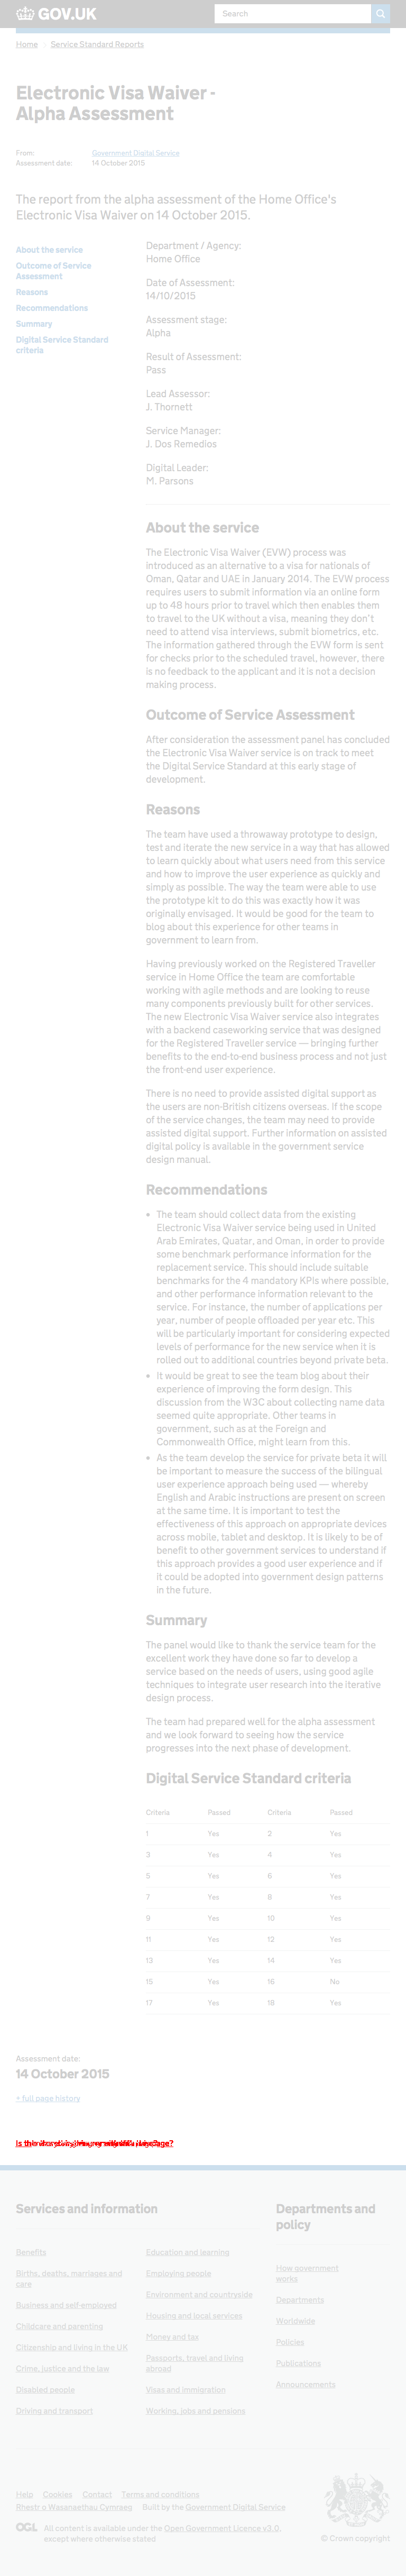 GOV.UK
Search
Home
Service Standard Reports
Electronic Visa Waiver -
Alpha Assessment
From:
Government Digital Service
Assessment date:
14 October 2015
The report from the alpha assessment of the Home Office's
Electronic Visa Waiver on 14 October 2015.
About the service
Outcome of Service
Assessment
Reasons
Recommendations
Summary
Digital Service Standard
criteria
Department / Agency:
Home Office
Date of Assessment:
14/10/2015
Assessment stage:
Alpha
Result of Assessment:
Pass
Lead Assessor:
J. Thornett
Service Manager:
J. Dos Remedios
Digital Leader:
M. Parsons
About the service
The Electronic Visa Waiver (EVW) process was
introduced as an alternative to a visa for nationals of
Oman, Qatar and UAE in January 2014. The EVW process
requires users to submit information via an online form
up to 48 hours prior to travel which then enables them
to travel to the UK without a visa, meaning they don't
need to attend visa interviews, submit biometrics, etc.
The information gathered through the EVW form is sent
for checks prior to the scheduled travel, however, there
is no feedback to the applicant and it is not a decision
making process.
Outcome of Service Assessment
After consideration the assessment panel has concluded
the Electronic Visa Waiver service is on track to meet
the Digital Service Standard at this early stage of
development.
Reasons
The team have used a throwaway prototype to design,
test and iterate the new service in a way that has allowed
to learn quickly about what users need from this service
and how to improve the user experience as quickly and
simply as possible. The way the team were able to use
the prototype kit to do this was exactly how it was
originally envisaged. It would be good for the team to
blog about this experience for other teams in
government to learn from.
Having previously worked on the Registered Traveller
service in Home Office the team are comfortable
working with agile methods and are looking to reuse
many components previously built for other services.
The new Electronic Visa Waiver service also integrates
with a backend caseworking service that was designed
for the Registered Traveller service — bringing further
benefits to the end-to-end business process and not just
the front-end user experience.
There is no need to provide assisted digital support as
the users are non-British citizens overseas. If the scope
of the service changes, the team may need to provide
assisted digital support. Further information on assisted
digital policy is available in the government service
design manual.
Recommendations
• The team should collect data from the existing
Electronic Visa Waiver service being used in United
Arab Emirates, Quatar, and Oman, in order to provide
some benchmark performance information for the
replacement service. This should include suitable
benchmarks for the 4 mandatory KPIs where possible,
and other performance information relevant to the
service. For instance, the number of applications per
year, number of people offloaded per year etc. This
will be particularly important for considering expected
levels of performance for the new service when it is
rolled out to additional countries beyond private beta.
• It would be great to see the team blog about their
experience of improving the form design. This
discussion from the W3C about collecting name data
seemed quite appropriate. Other teams in
government, such as at the Foreign and
Commonwealth Office, might learn from this.
• As the team develop the service for private beta it will
be important to measure the success of the bilingual
user experience approach being used — whereby
English and Arabic instructions are present on screen
at the same time. It is important to test the
effectiveness of this approach on appropriate devices
across mobile, tablet and desktop. It is likely to be of
benefit to other government services to understand if
this approach provides a good user experience and if
it could be adopted into government design patterns
in the future.
Summary
The panel would like to thank the service team for the
excellent work they have done so far to develop a
service based on the needs of users, using good agile
techniques to integrate user research into the iterative
design process.
The team had prepared well for the alpha assessment
and we look forward to seeing how the service
progresses into the next phase of development.
Digital Service Standard criteria
Criteria Passed Criteria Passed
1 Yes 2 Yes
3 Yes 4 Yes
5 Yes 6 Yes
7 Yes 8 Yes
9 Yes 10 Yes
11 Yes 12 Yes
13 Yes 14 Yes
15 Yes 16 No
17 Yes 18 Yes
Assessment date:
14 October 2015
+ full page history
Services and information
Benefits
Births, deaths, marriages and
care
Business and self-employed
Childcare and parenting
Citizenship and living in the UK
Crime, justice and the law
Disabled people
Driving and transport
Education and learning
Employing people
Environment and countryside
Housing and local services
Money and tax
Passports, travel and living
abroad
Visas and immigration
Working, jobs and pensions
Departments and
policy
How government
works
Departments
Worldwide
Policies
Publications
Announcements
Help Cookies Contact Terms and conditions
Rhestr o Wasanaethau Cymraeg Built by the Government Digital Service
OGL
All content is available under the Open Government Licence v3.0,
except where otherwise stated
© Crown copyright